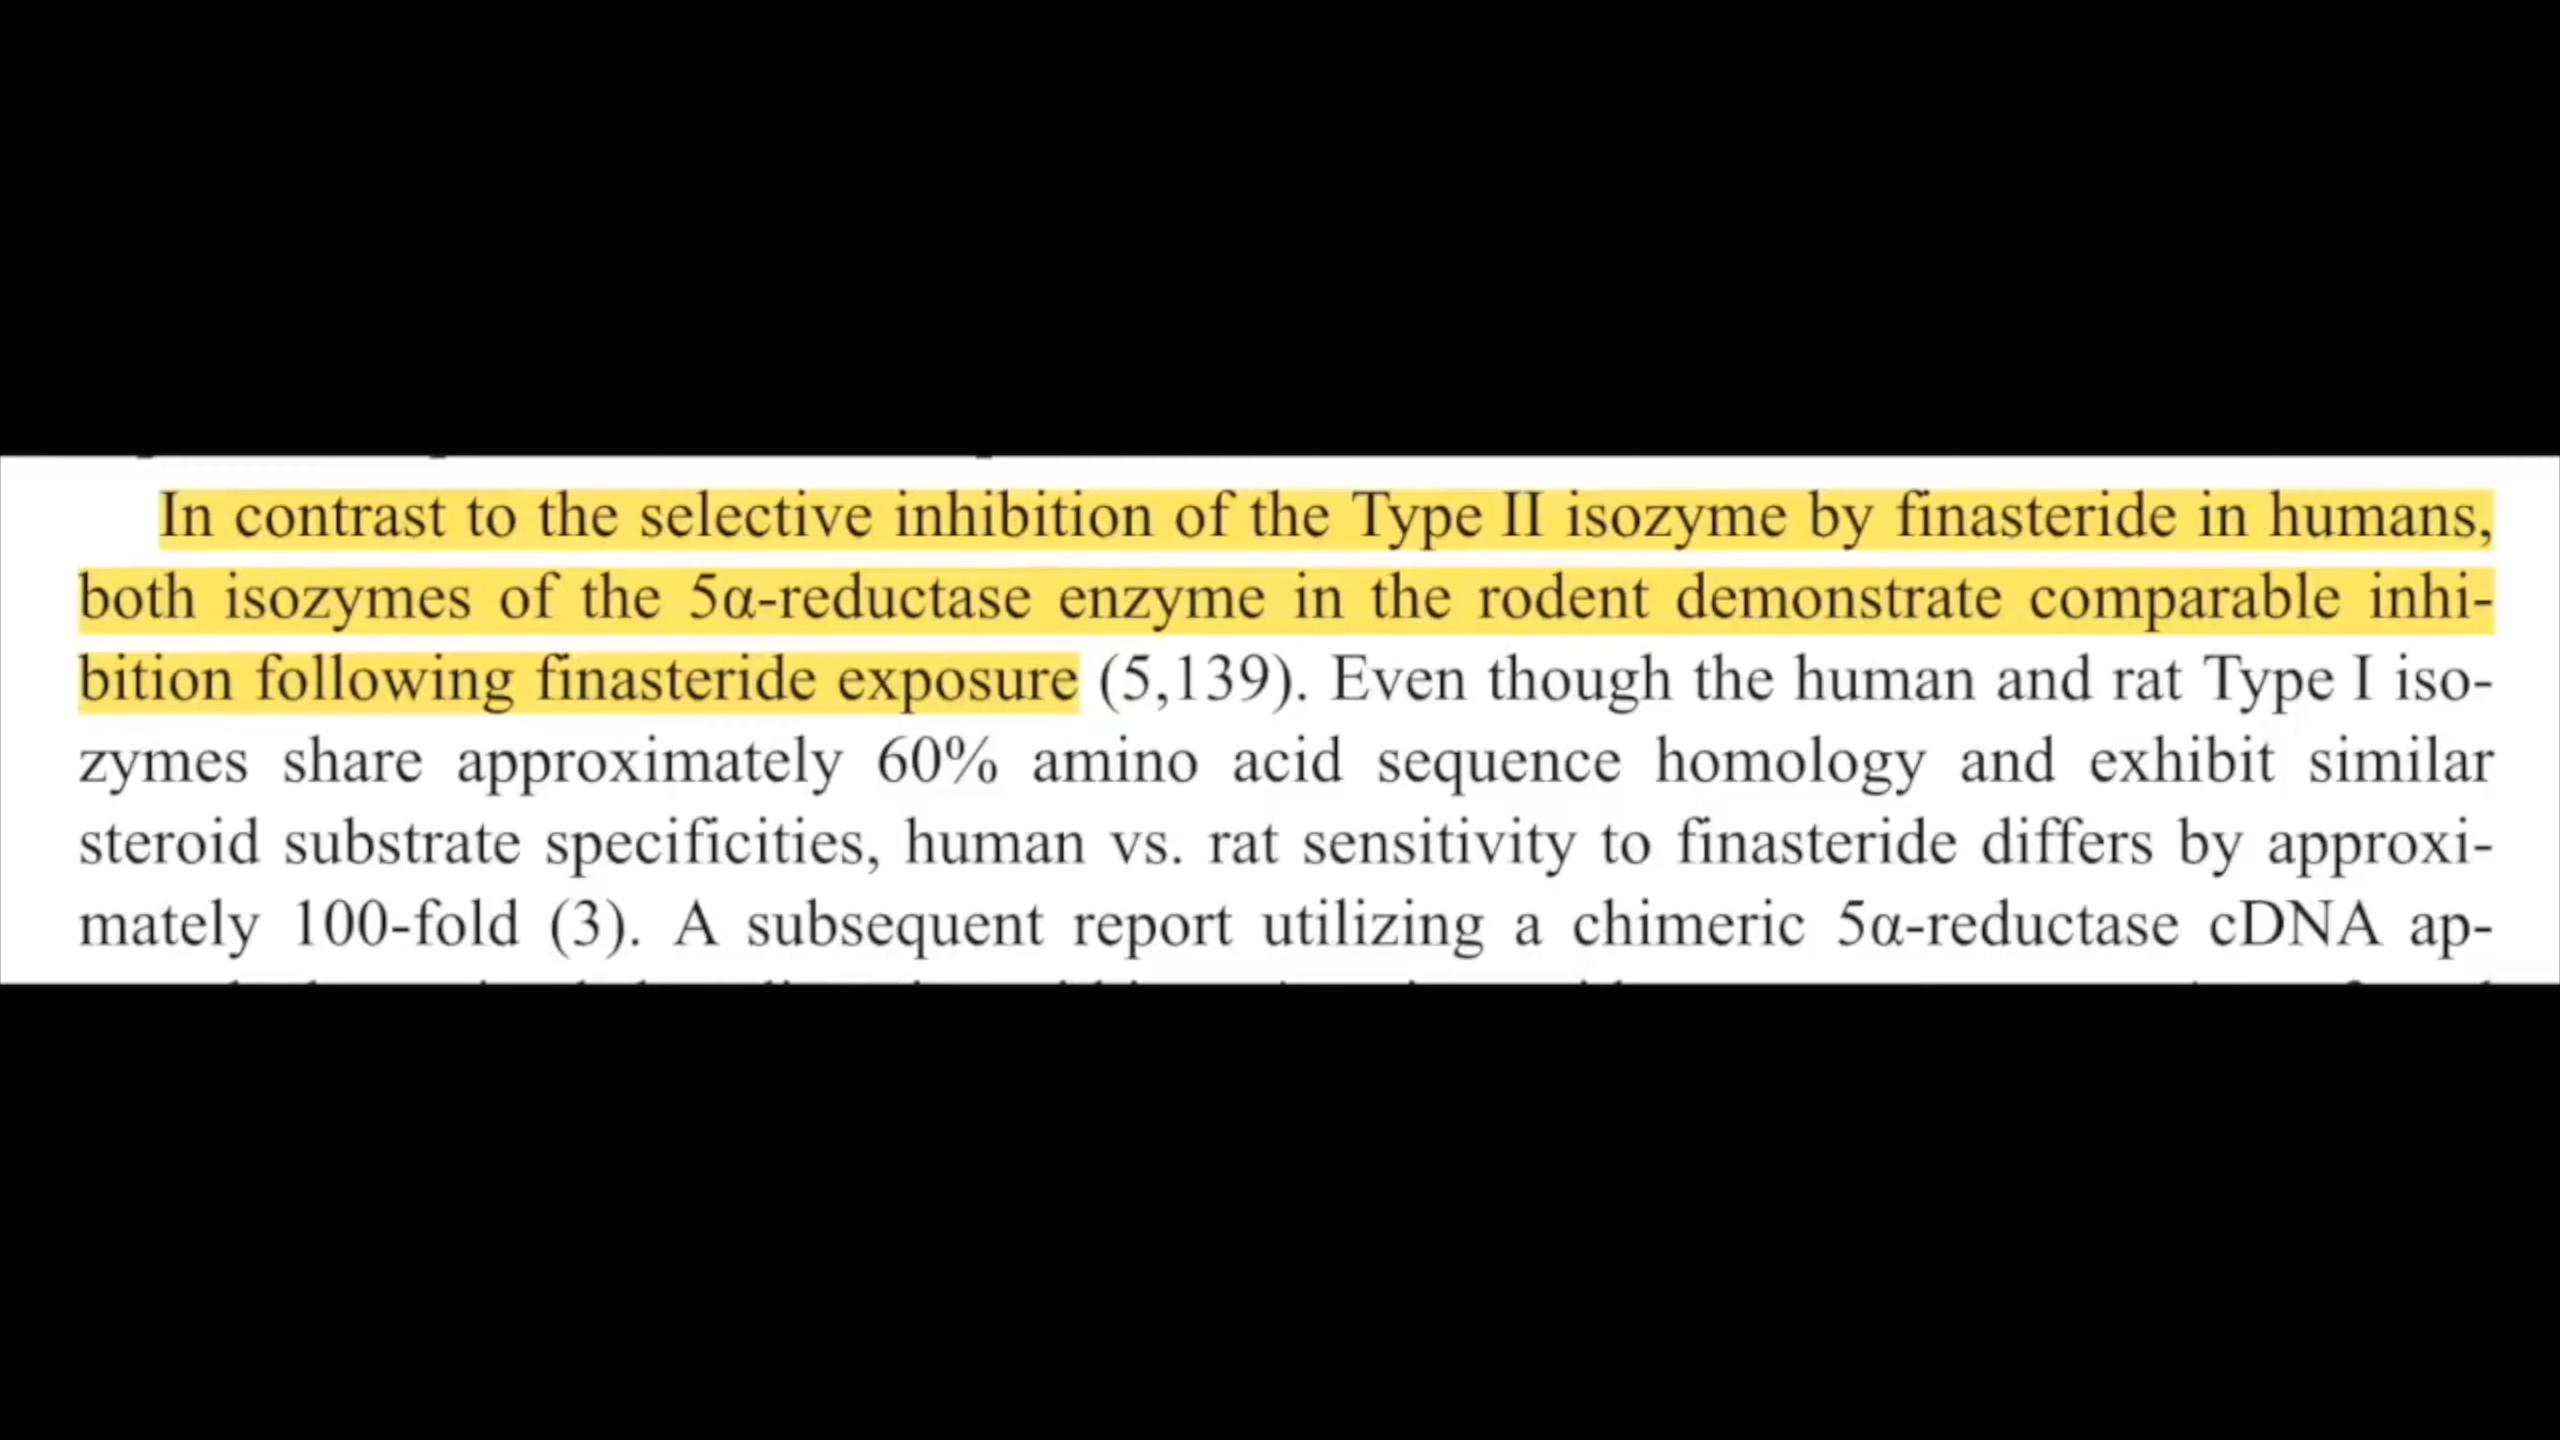 In contrast to the selective inhibition of the Type II isozyme by finasteride in humans,
both isozymes of the 5α-reductase enzyme in the rodent demonstrate comparable inhi-
bition following finasteride exposure (5,139). Even though the human and rat Type I iso-
zymes share approximately 60% amino acid sequence homology and exhibit similar
steroid substrate specificities, human vs. rat sensitivity to finasteride differs by approxi-
mately 100-fold (3). A subsequent report utilizing a chimeric 5α-reductase cDNA ap-